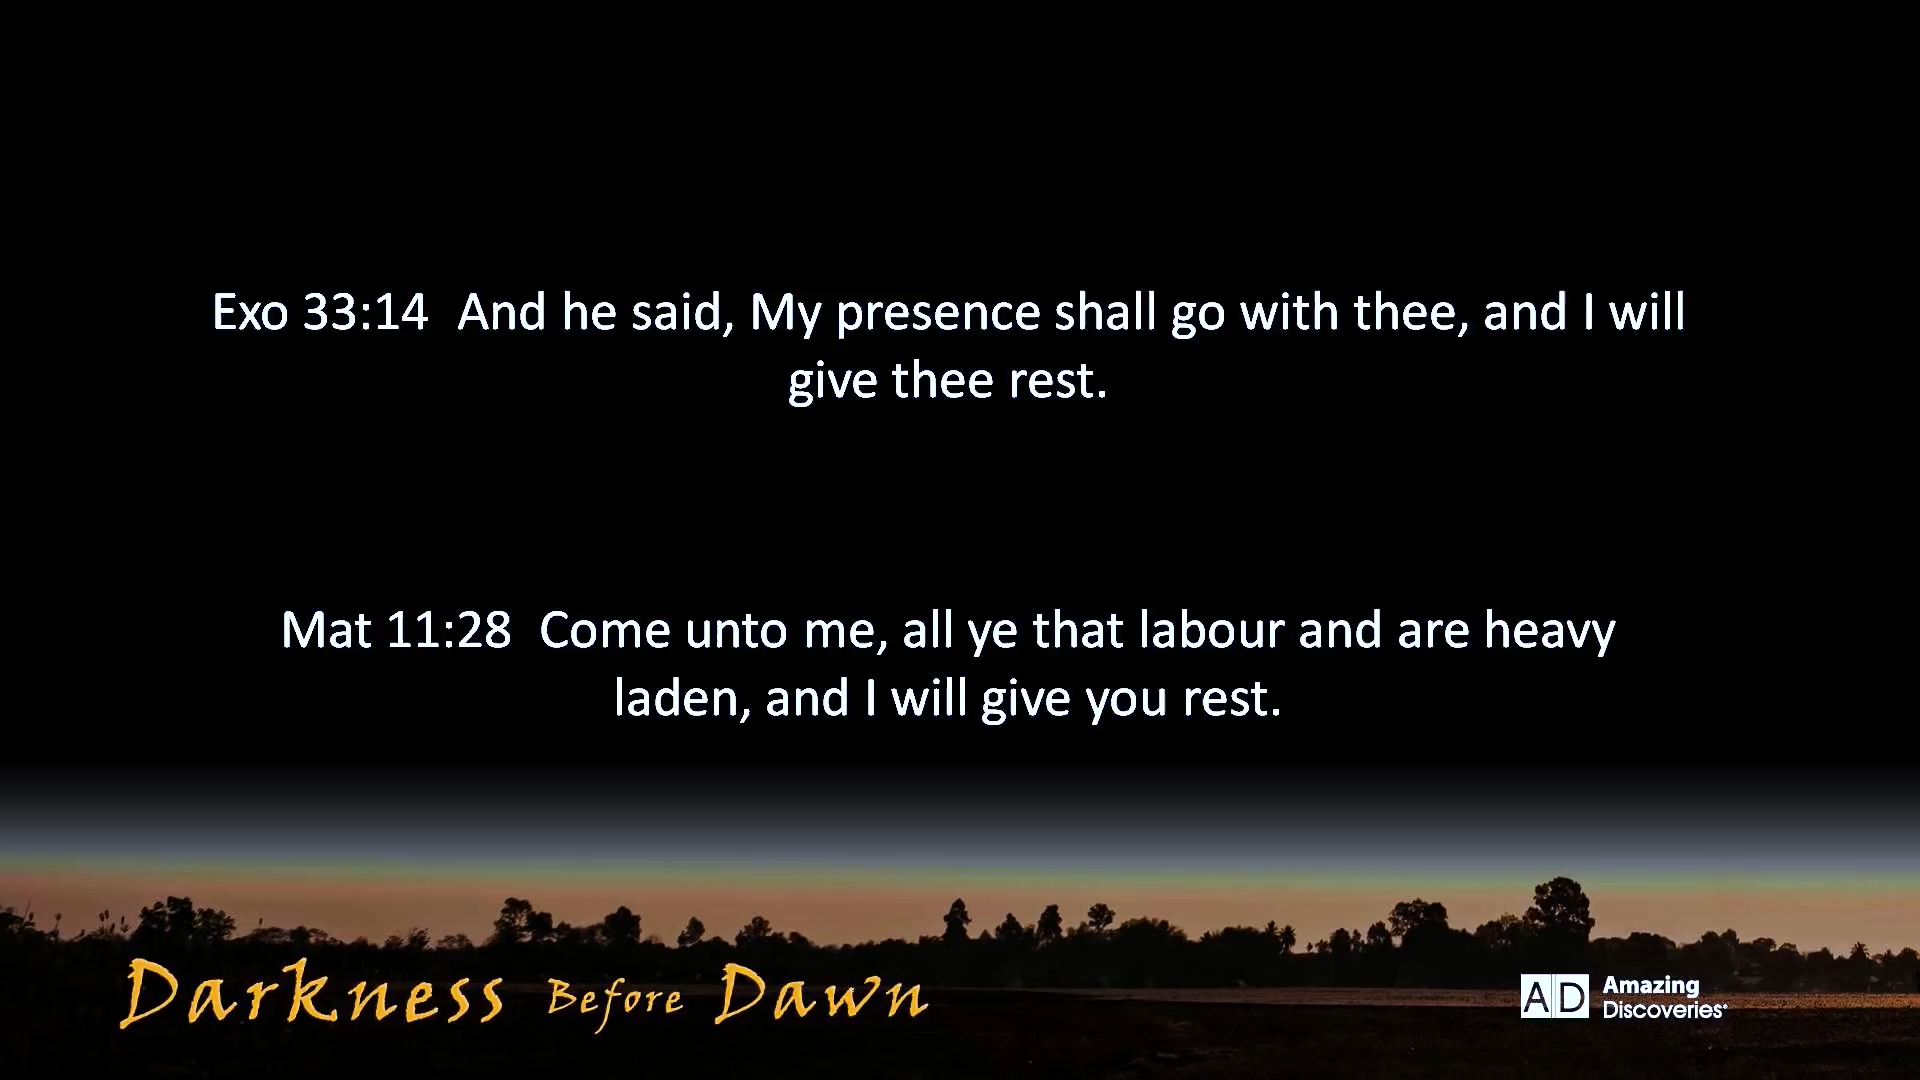 Exo 33:14  And he said, My presence shall go with thee, and I will
give thee rest.
Mat 11:28  Come unto me, all ye that labour and are heavy
laden, and I will give you rest.
Darkness Before Dawn
AD
Amazing
Discoveries